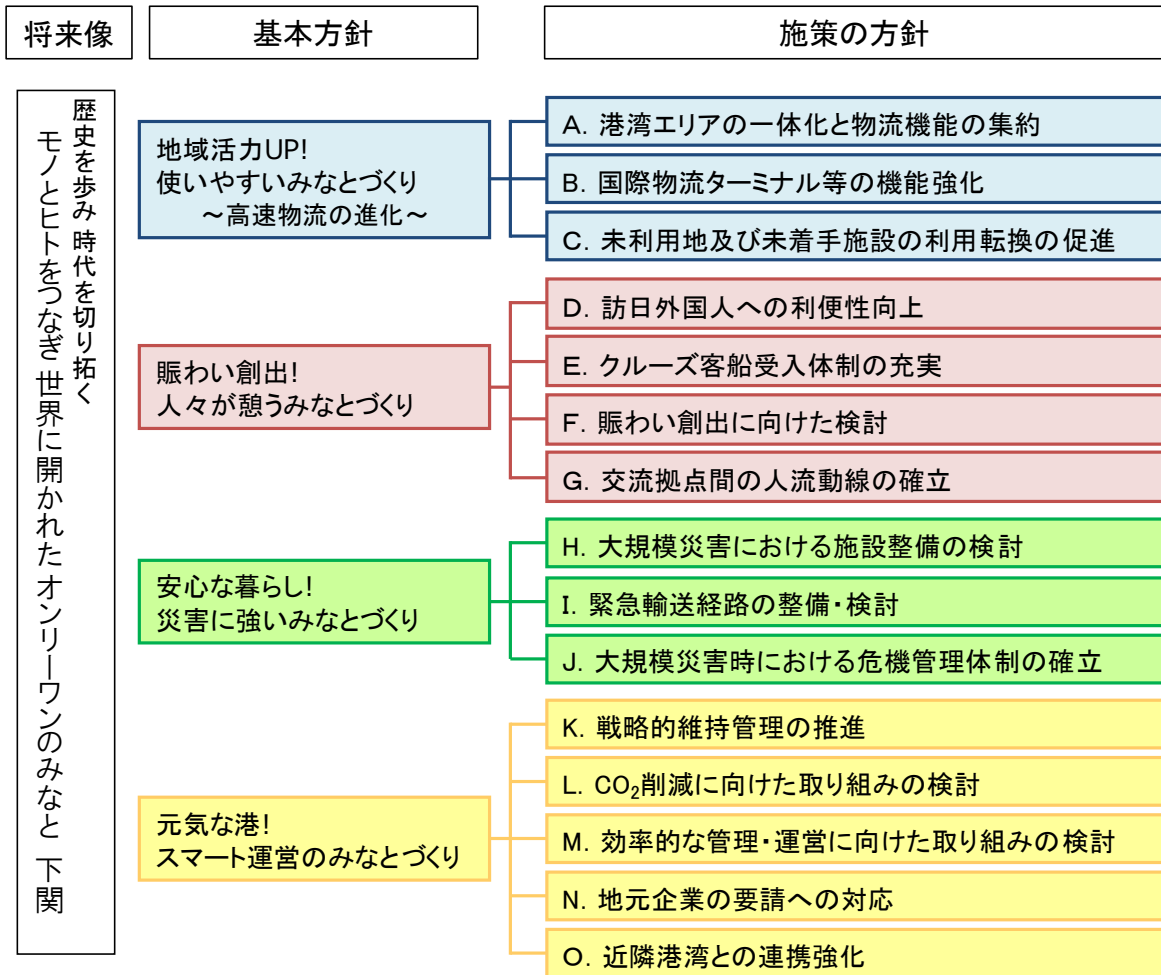 将来像
基本方針
施策の方針
歴史を歩み 時代を切り拓く
モノとヒトをつなぎ 世界に開かれたオンリーワンのみなと 下関
地域活力UP!
使いやすいみなとづくり
～高速物流の進化～
A. 港湾エリアの一体化と物流機能の集約
B. 国際物流ターミナル等の機能強化
C. 未利用地及び未着手施設の利用転換の促進
賑わい創出!
人々が憩うみなとづくり
D. 訪日外国人への利便性向上
E. クルーズ客船受入体制の充実
F. 賑わい創出に向けた検討
G. 交流拠点間の人流動線の確立
安心な暮らし!
災害に強いみなとづくり
H. 大規模災害における施設整備の検討
I. 緊急輸送経路の整備・検討
J. 大規模災害時における危機管理体制の確立
元気な港!
スマート運営のみなとづくり
K. 戦略的維持管理の推進
L. CO₂削減に向けた取り組みの検討
M. 効率的な管理・運営に向けた取り組みの検討
N. 地元企業の要請への対応
O. 近隣港湾との連携強化